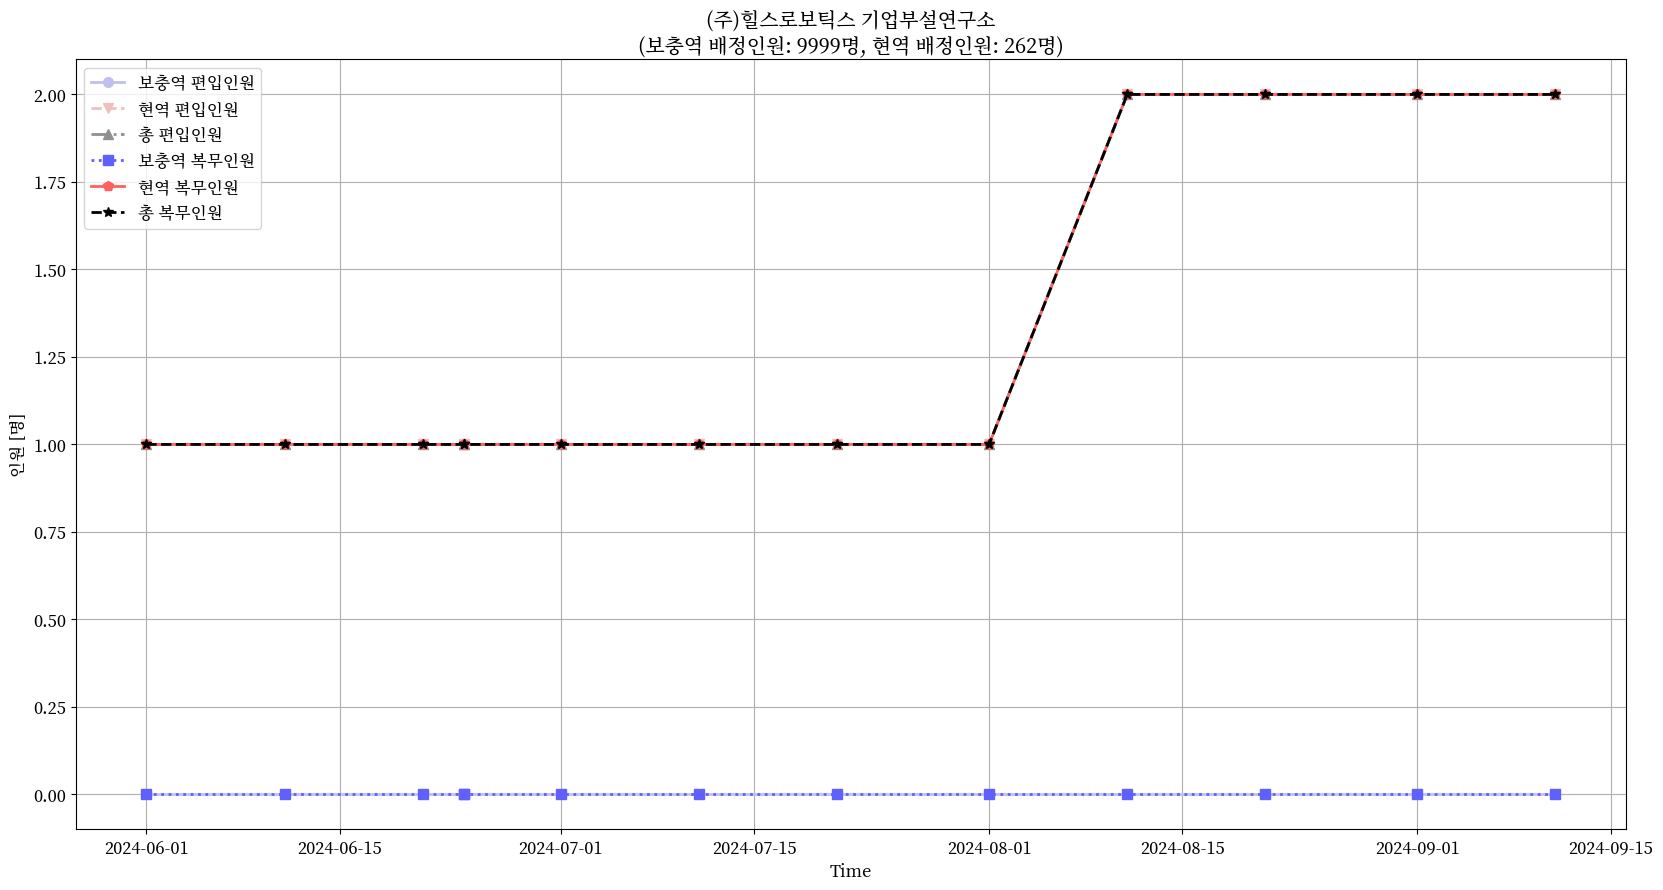 (주)힐스로보틱스 기업부설연구소
(보충역 배정인원: 9999명, 현역 배정인원: 262명)
보충역 편입인원
현역 편입인원
총 편입인원
보충역 복무인원
현역 복무인원
총 복무인원
2.00
1.75
1.50
1.25
1.00
0.75
0.50
0.25
0.00
인원 [명]
2024-06-01
2024-06-15
2024-07-01
2024-07-15
2024-08-01
2024-08-15
2024-09-01
2024-09-15
Time